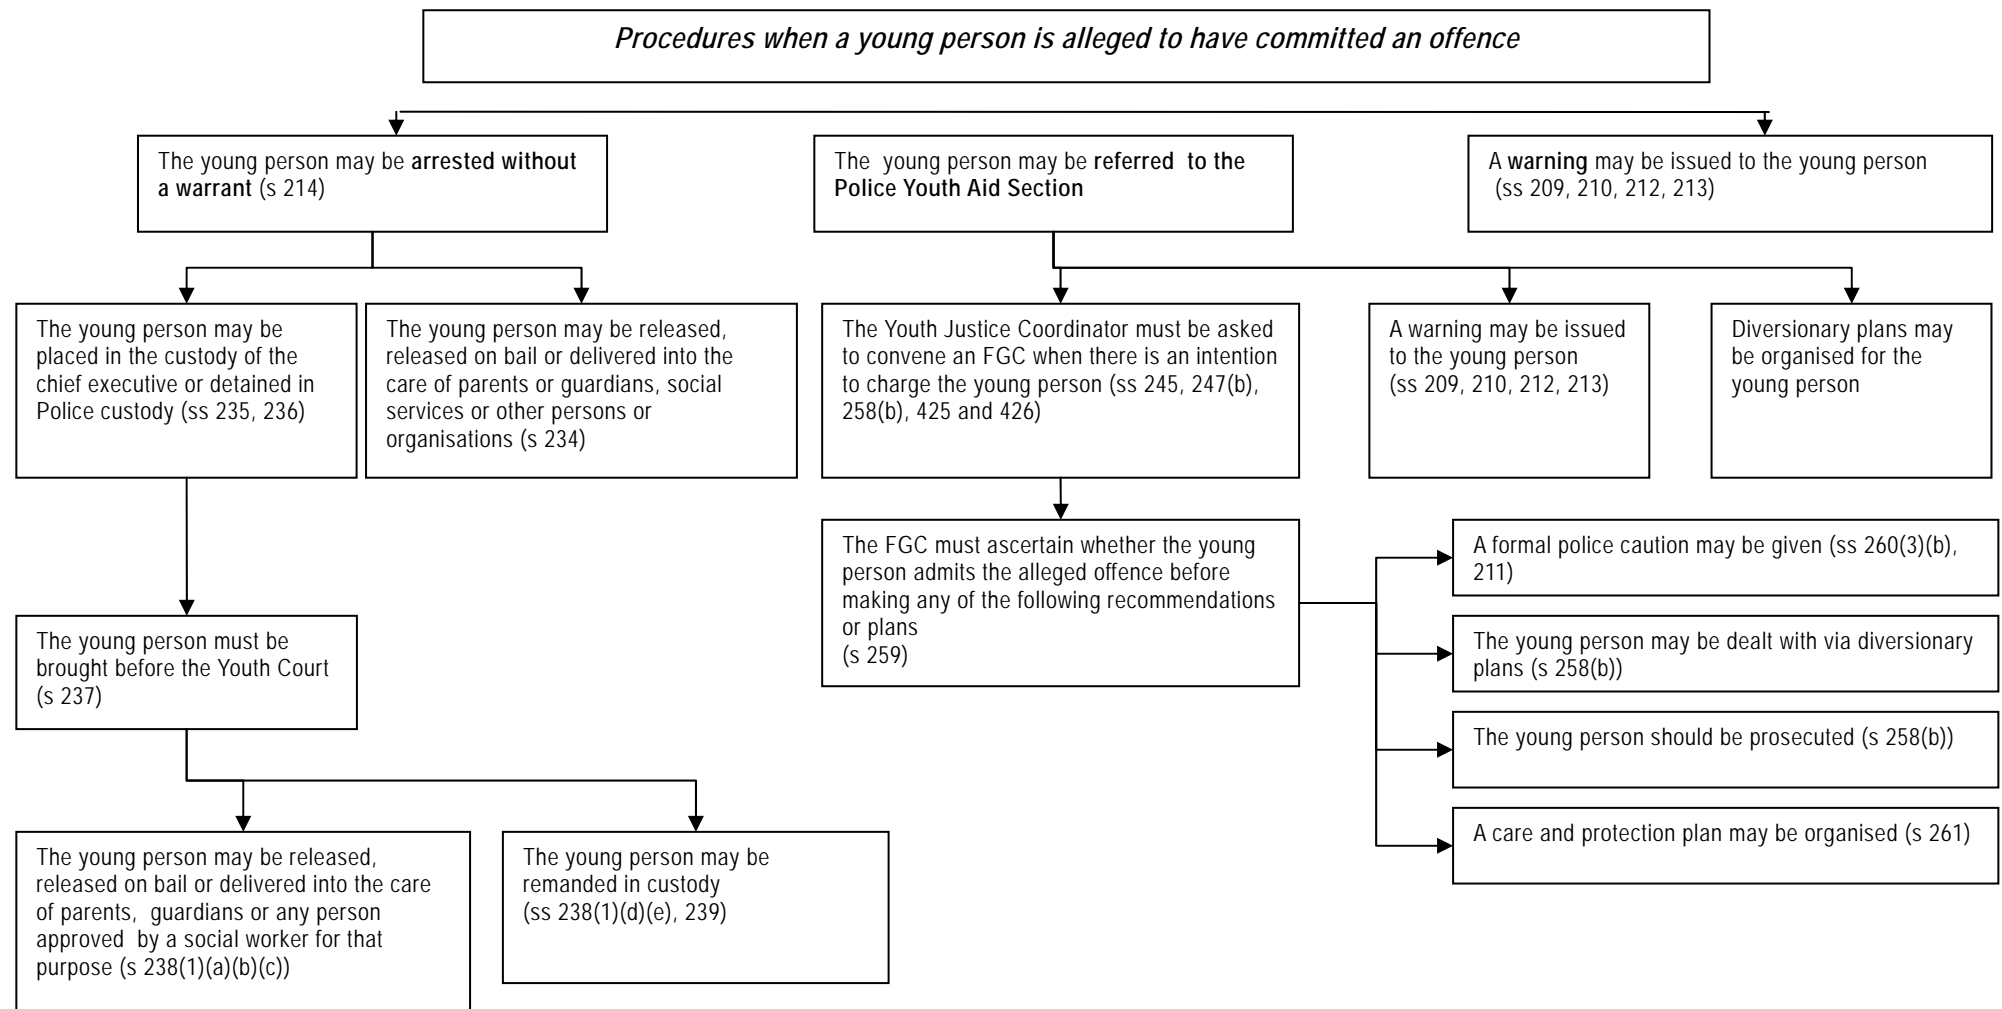 Procedures when a young person is alleged to have committed an offence
The young person may be arrested without
a warrant (s 214)
The young person may be referred to the
Police Youth Aid Section
A warning may be issued to the young person
(ss 209, 210, 212, 213)
The young person may be
placed in the custody of the
chief executive or detained in
Police custody (ss 235, 236)
The young person may be released,
released on bail or delivered into the
care of parents or guardians, social
services or other persons or
organisations (s 234)
The Youth Justice Coordinator must be asked
to convene an FGC when there is an intention
to charge the young person (ss 245, 247(b),
258(b), 425 and 426)
A warning may be issued
to the young person
(ss 209, 210, 212, 213)
Diversionary plans may
be organised for the
young person
The FGC must ascertain whether the young
person admits the alleged offence before
making any of the following recommendations
or plans
(s 259)
A formal police caution may be given (ss 260(3)(b),
211)
The young person may be dealt with via diversionary
plans (s 258(b))
The young person should be prosecuted (s 258(b))
A care and protection plan may be organised (s 261)
The young person must be
brought before the Youth Court
(s 237)
The young person may be released,
released on bail or delivered into the care
of parents, guardians or any person
approved by a social worker for that
purpose (s 238(1)(a)(b)(c))
The young person may be
remanded in custody
(ss 238(1)(d)(e), 239)